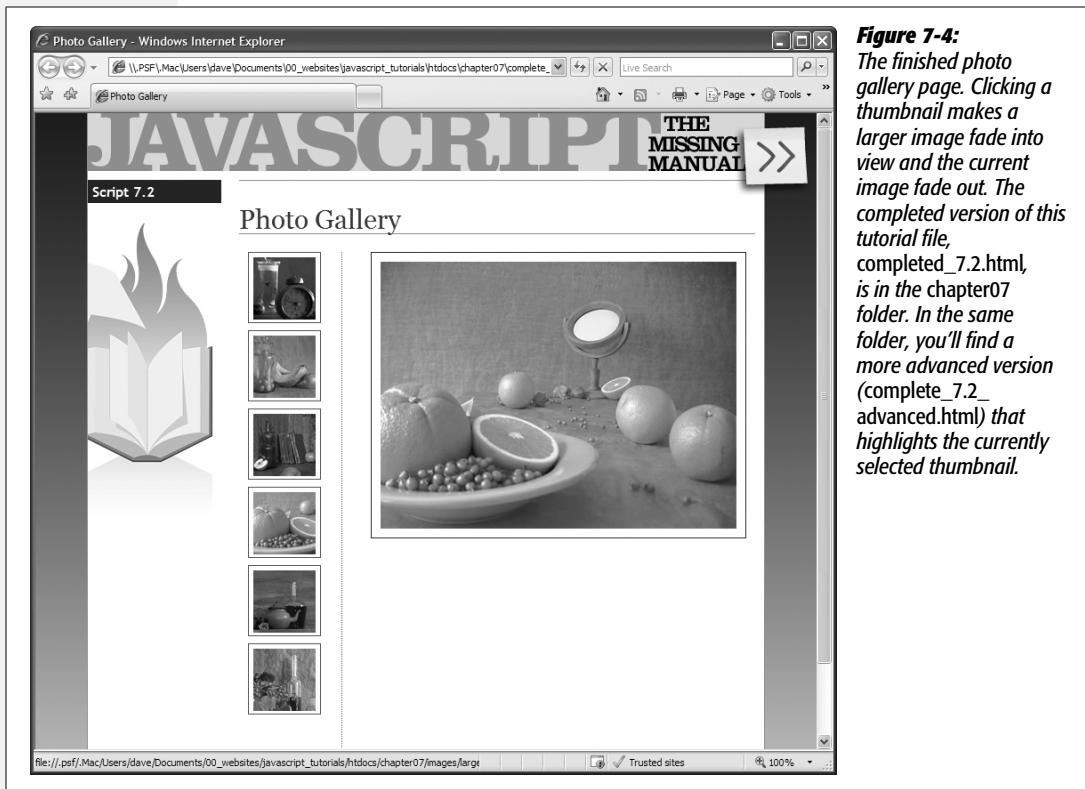 Photo Gallery - Windows Internet Explorer
\\.PSF\.Mac\Users\dave\Documents\00_websites\javascript_tutorials\htdocs\chapter07\complete_
Live Search
Photo Gallery
Page
Tools
»
JAVASCRIPT
THE
MISSING
MANUAL
>>
Script 7.2
Photo Gallery
file://.psf/.Mac/Users/dave/Documents/00_websites/javascript_tutorials/htdocs/chapter07/images/large
Trusted sites
100%
Figure 7-4:
The finished photo
gallery page. Clicking a
thumbnail makes a
larger image fade into
view and the current
image fade out. The
completed version of this
tutorial file,
completed_7.2.html,
is in the chapter07
folder. In the same
folder, you'll find a
more advanced version
(complete_7.2_
advanced.html) that
highlights the currently
selected thumbnail.